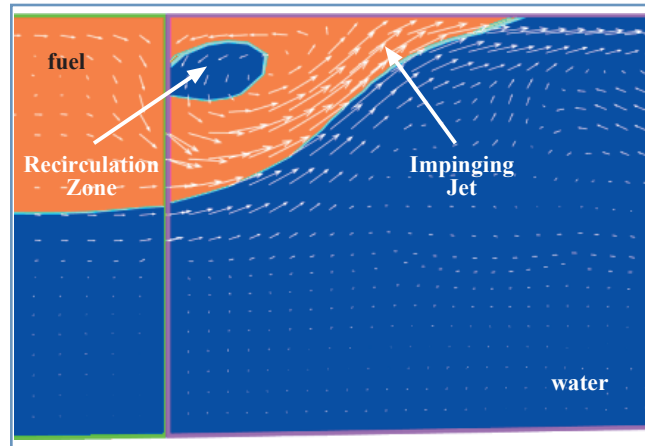 fuel
Recirculation
Zone
Impinging
Jet
water